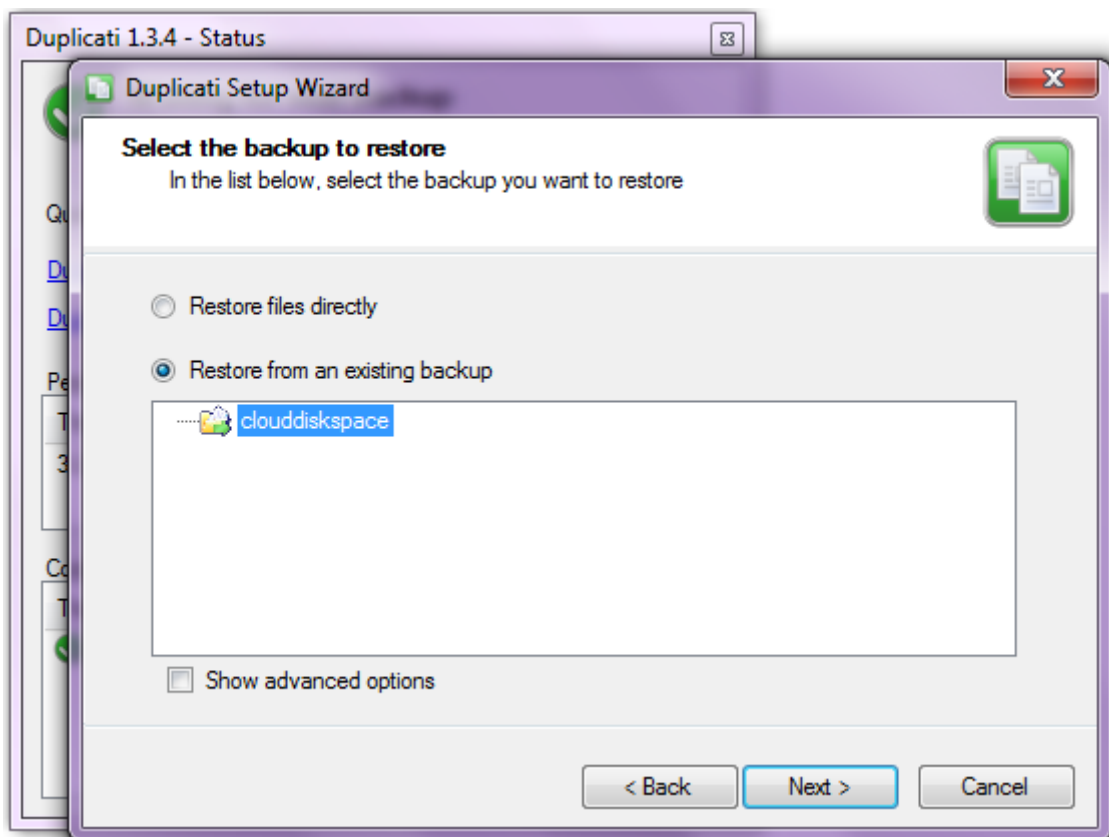 Duplicati 1.3.4 - Status
Duplicati Setup Wizard
Select the backup to restore
In the list below, select the backup you want to restore
Restore files directly
Restore from an existing backup
clouddiskspace
Show advanced options
< Back
Next >
Cancel